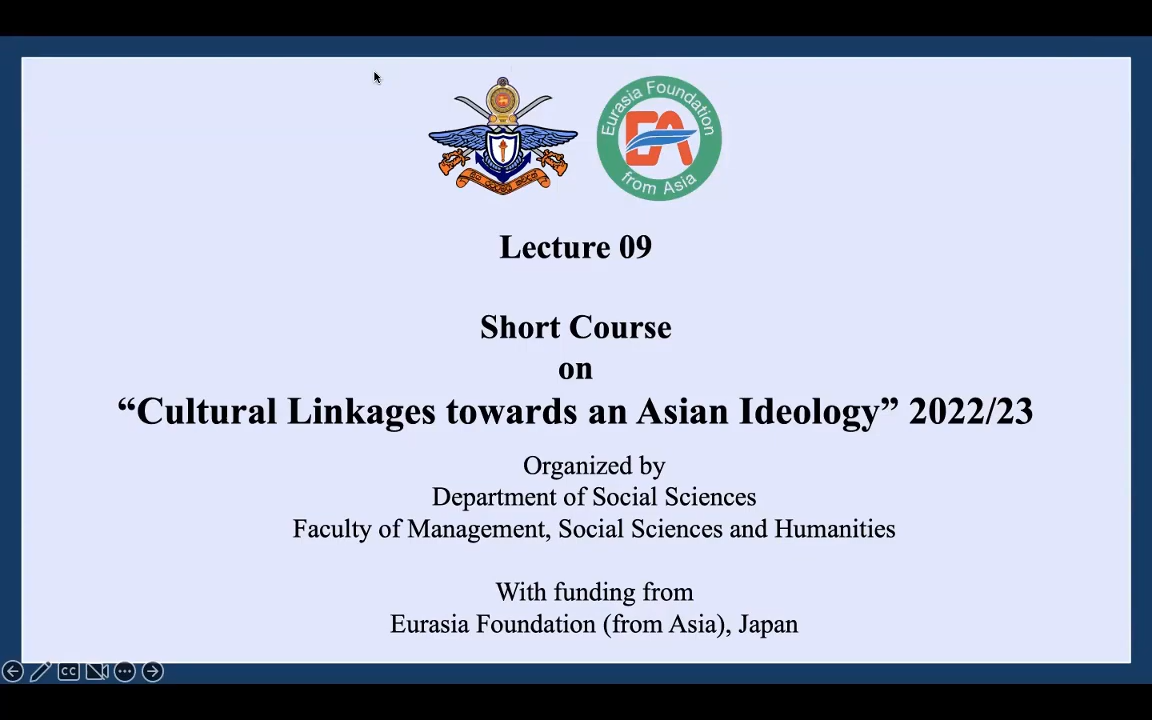 Eurasia Foundation
EA
from Asia
Lecture 09
Short Course
on
“Cultural Linkages towards an Asian Ideology” 2022/23
Organized by
Department of Social Sciences
Faculty of Management, Social Sciences and Humanities
With funding from
Eurasia Foundation (from Asia), Japan
CC